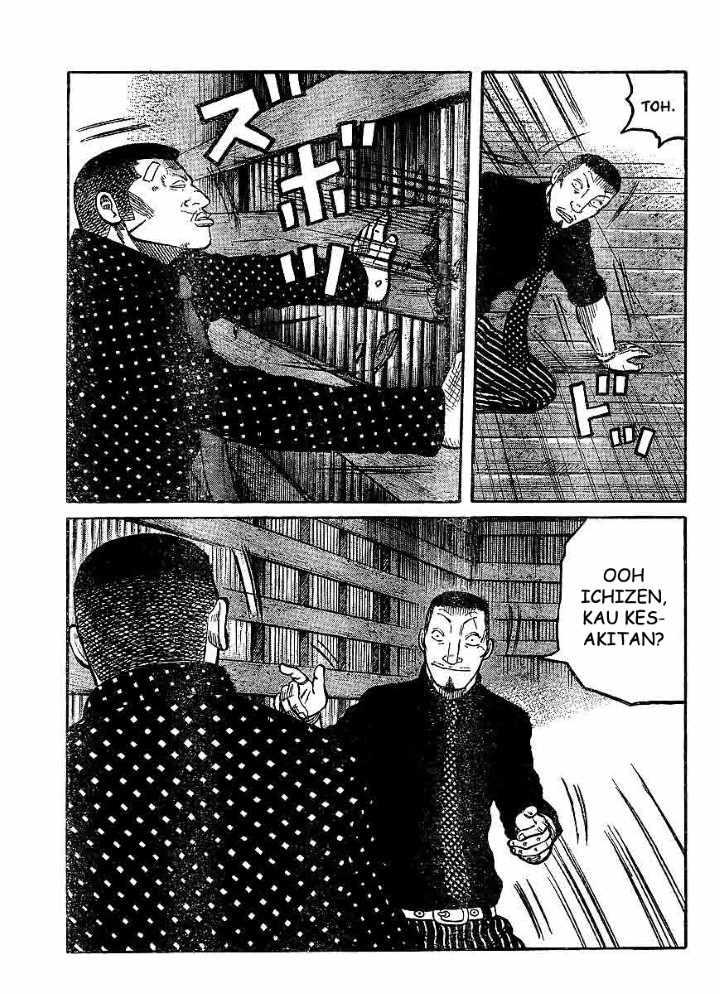 TOH.
ドッ
ズボッ
OOH
ICHIZEN,
KAU KES-
AKITAN?